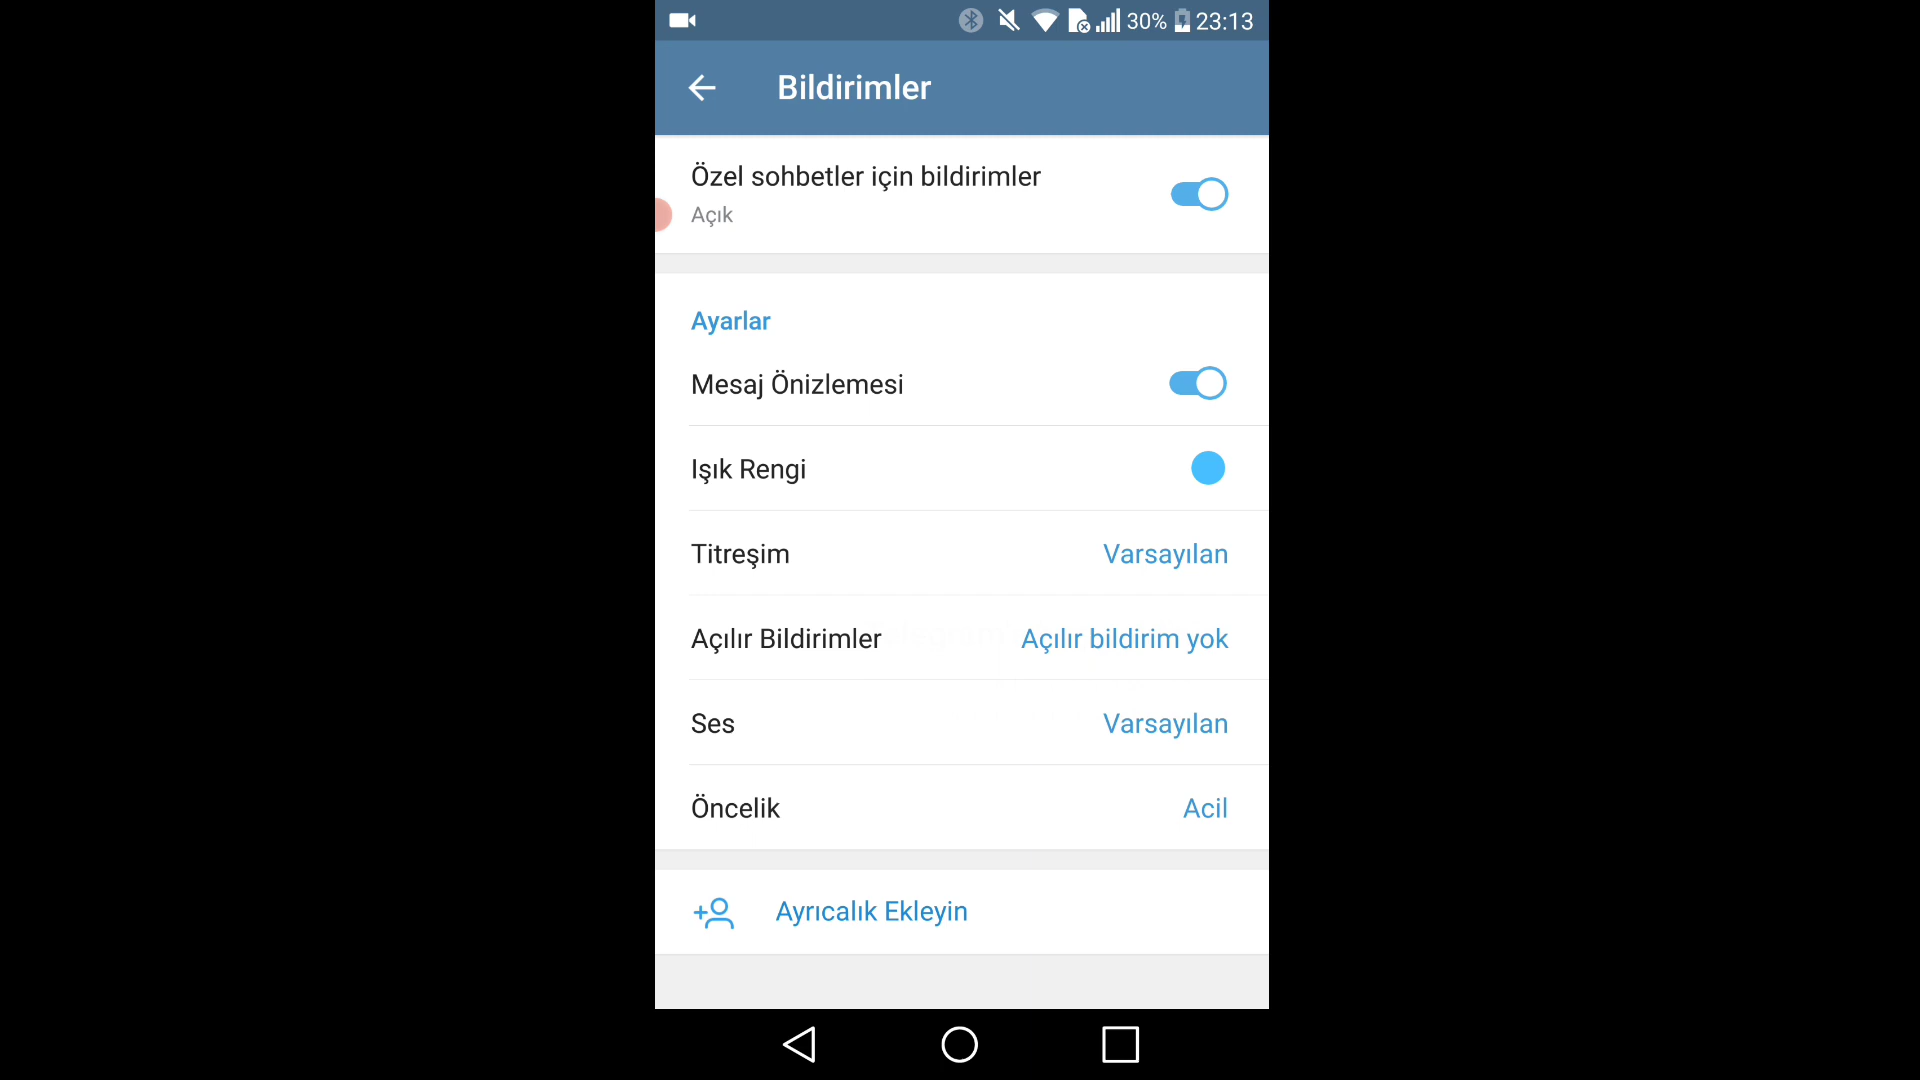 30% 23:13
Bildirimler
Özel sohbetler için bildirimler
Açık
Ayarlar
Mesaj Önizlemesi
Işık Rengi
Titreşim Varsayılan
Açılır Bildirimler Açılır bildirim yok
Ses Varsayılan
Öncelik Acil
Ayrıcalık Ekleyin